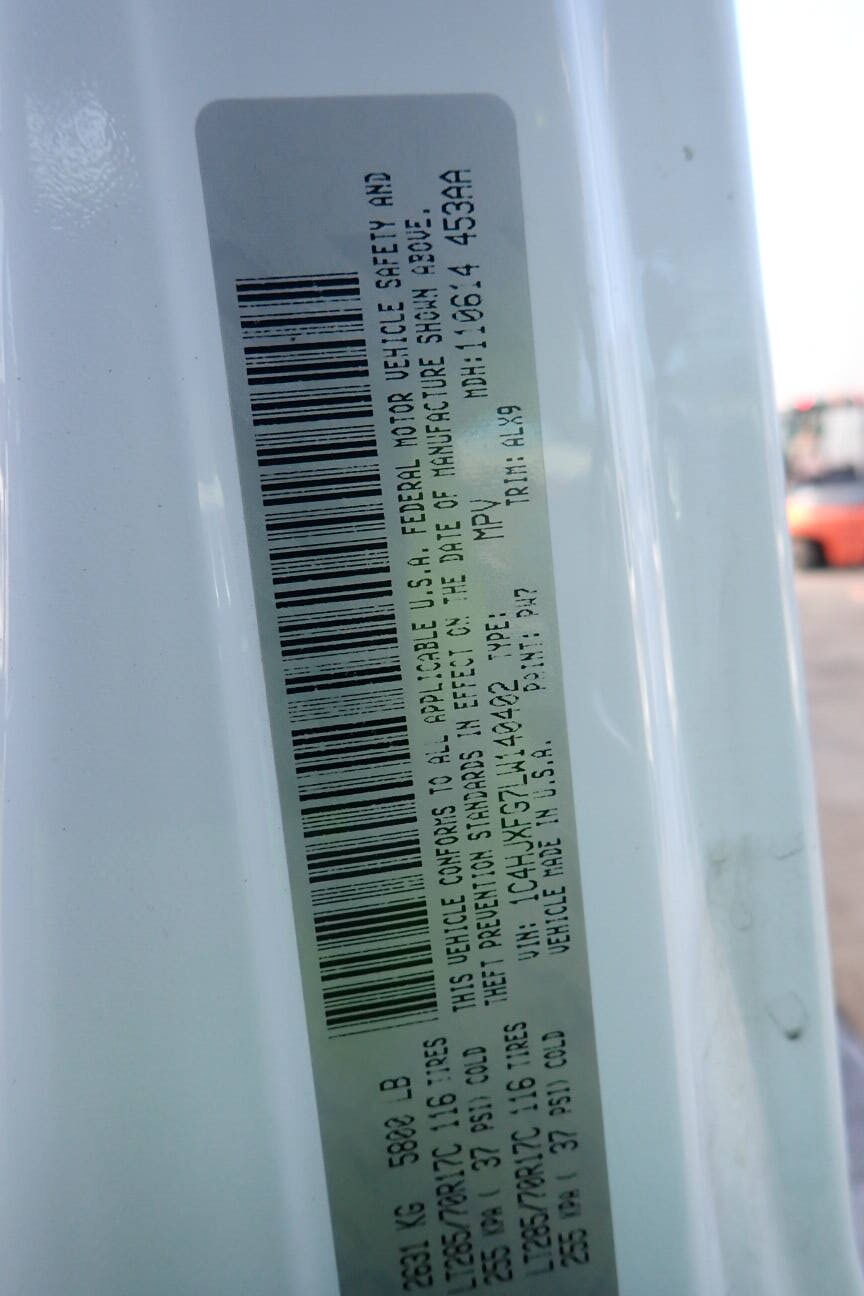 2631 KG 5800 LB
LT285/70R17C 116 TIRES
255 KPA ( 37 PSI) COLD
LT285/70R17C 116 TIRES
255 KPA ( 37 PSI) COLD
THIS VEHICLE CONFORMS TO ALL APPLICABLE U.S.A. FEDERAL MOTOR VEHICLE SAFETY AND
THEFT PREVENTION STANDARDS IN EFFECT ON THE DATE OF MANUFACTURE SHOWN ABOVE.
VIN: 1C4HJXFG7LW140402 TYPE: MPV MDH:110614 453AA
VEHICLE MADE IN U.S.A. PAINT: PW7 TRIM: ALX9